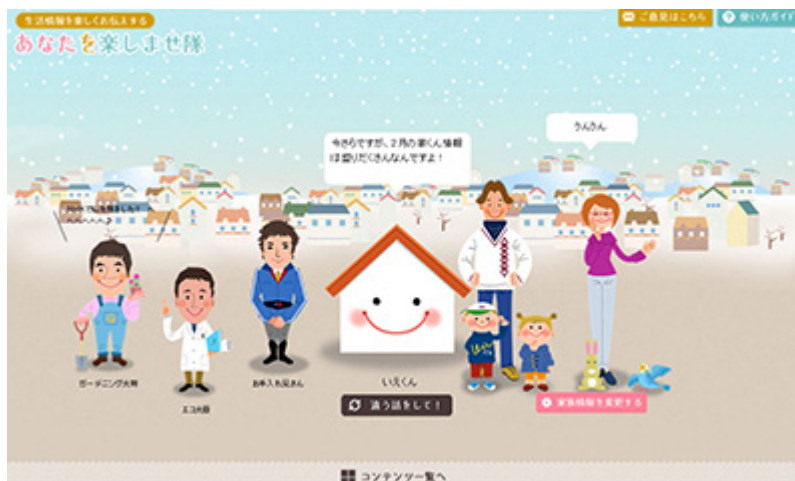 生活情報を楽しくお伝えする
あなたを楽しませ隊
ご意見はこちら
使い方ガイド
うんうん
今さらですが、2月の家くん情報
は盛りだくさんなんですよ!
ガーデニング大将
エコ大臣
お手入れ兄さん
いえくん
違う話をして!
家族情報を変更する
コンテンツ一覧へ